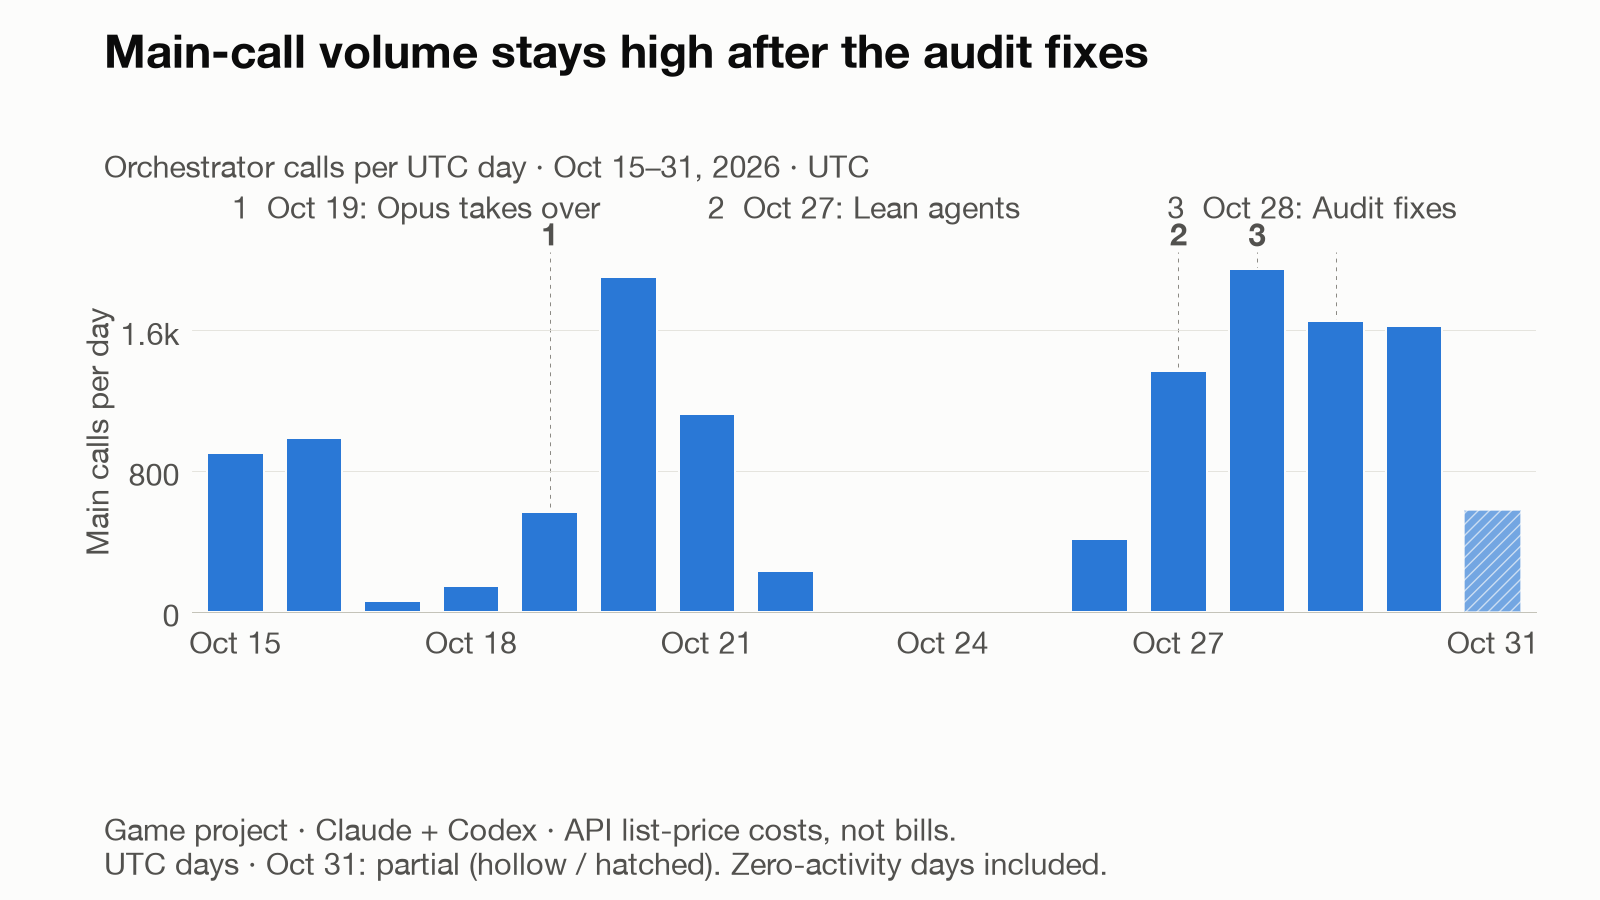 Main-call volume stays high after the audit fixes
Orchestrator calls per UTC day · Oct 15–31, 2026 · UTC
1 Oct 19: Opus takes over 2 Oct 27: Lean agents 3 Oct 28: Audit fixes
1 2 3
Main calls per day
1.6k
800
0
Oct 15 Oct 18 Oct 21 Oct 24 Oct 27 Oct 31
Game project · Claude + Codex · API list-price costs, not bills.
UTC days · Oct 31: partial (hollow / hatched). Zero-activity days included.